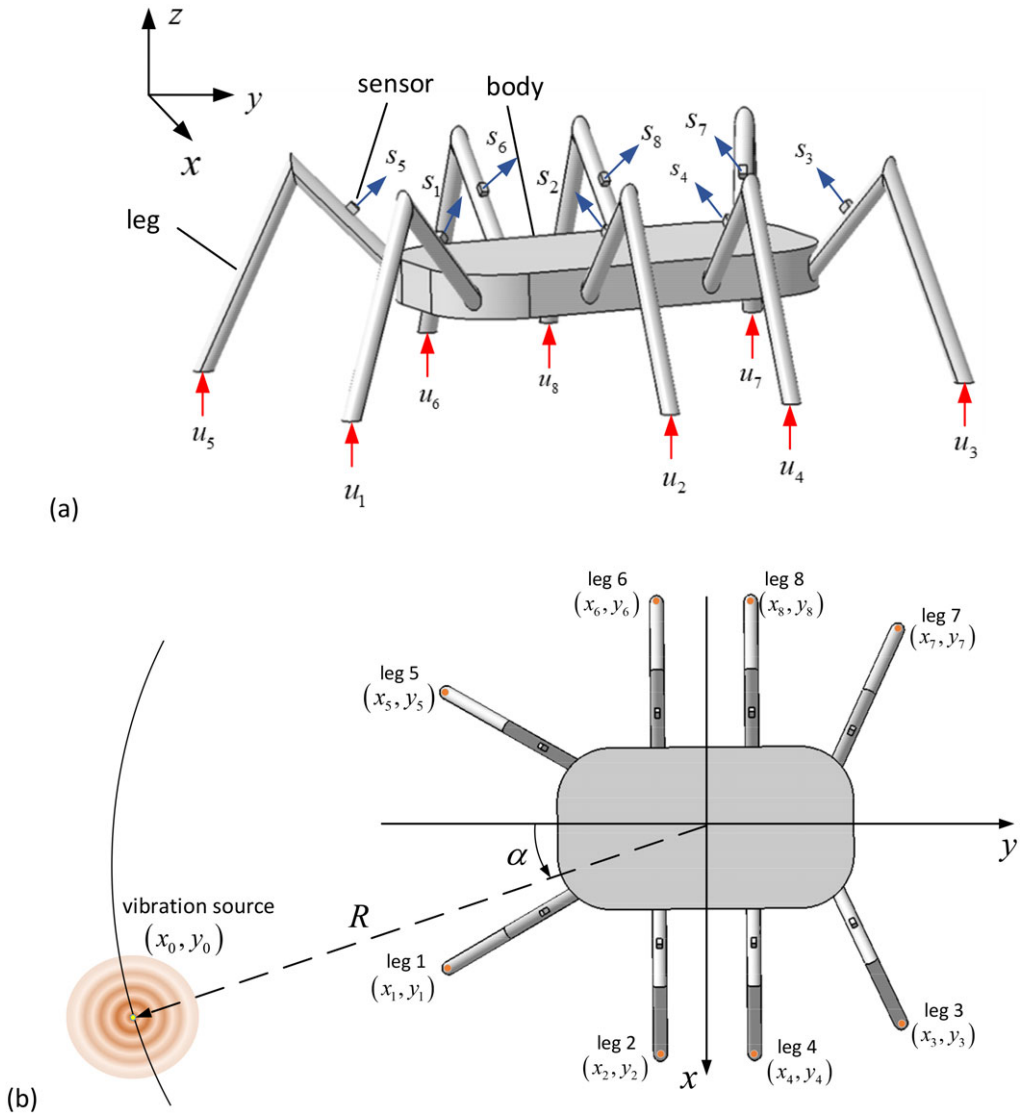 z
sensor
body
y
x
s₇
s₆
s₈
s₃
s₅
s₁
s₂
s₄
leg
u₇
u₆
u₈
u₅
u₃
u₄
u₁
u₂
(a)
leg 6
(x₆, y₆)
leg 8
(x₈, y₈)
leg 7
(x₇, y₇)
leg 5
(x₅, y₅)
α
y
vibration source
(x₀, y₀)
R
leg 1
(x₁, y₁)
leg 3
(x₃, y₃)
leg 2
(x₂, y₂)
x
leg 4
(x₄, y₄)
(b)